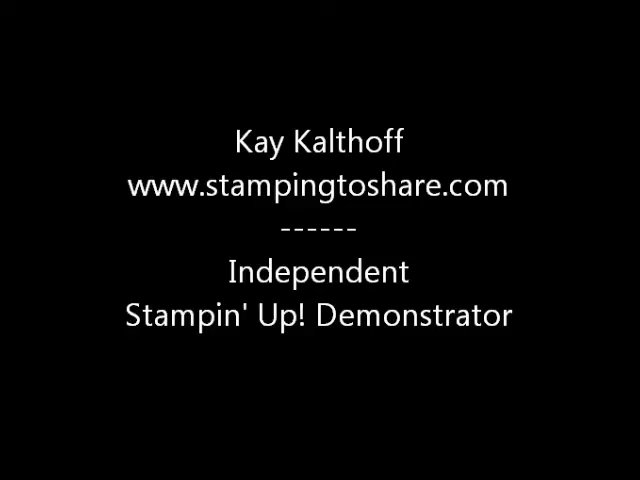 Kay Kalthoff
www.stampingtoshare.com
------
Independent
Stampin' Up! Demonstrator